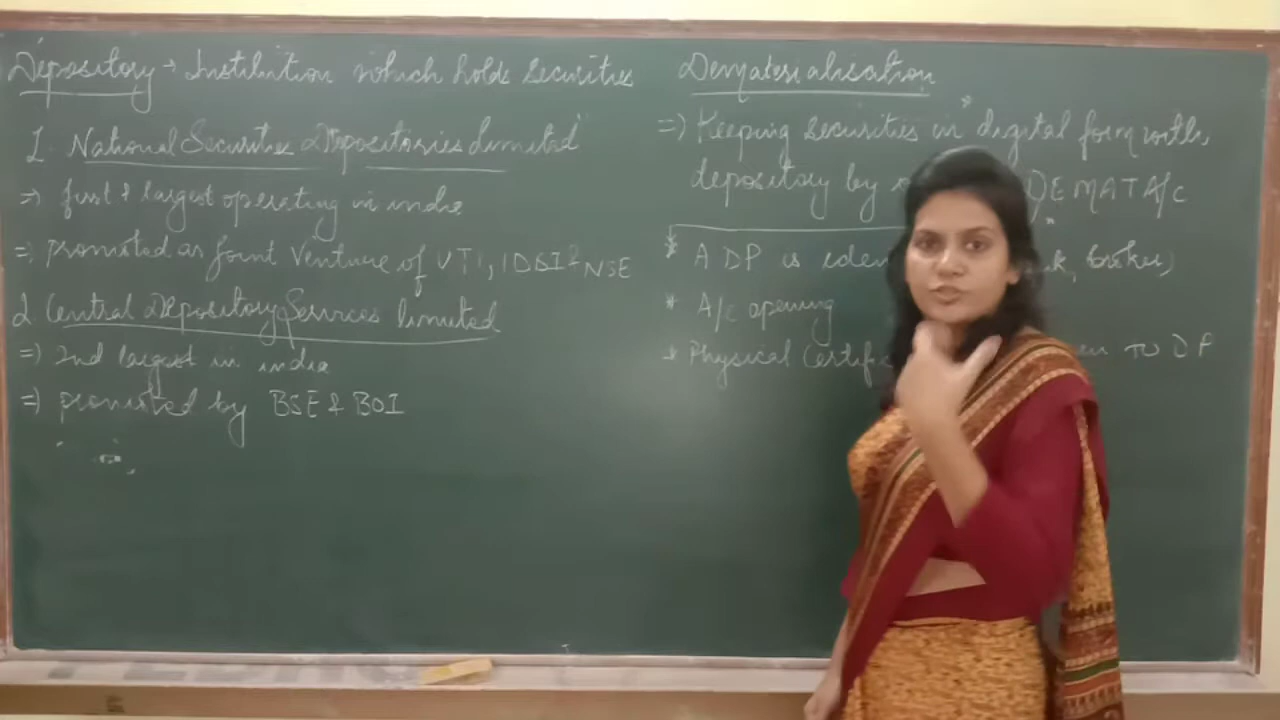 Depository → Institution which holds Securities
1. National Securities Depositories limited
⇒ first & largest operating in india
⇒ promoted as Joint Venture of UTI, IDBI & NSE
2. Central Depository Services limited
⇒ 2nd largest in india
⇒ promoted by BSE & BOI
Dematerialisation
⇒ Keeping securities in digital form with
depository by DEMAT A/c
* A DP is broker,
* A/c opening
* Physical to DP